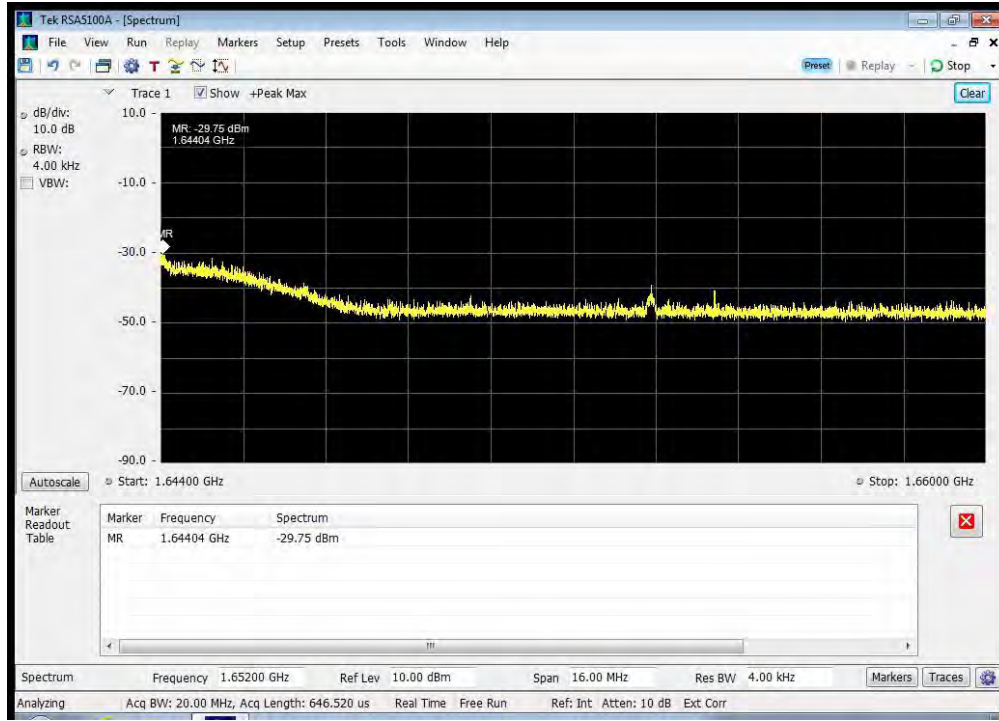 Tek RSA5100A - [Spectrum]
File View Run Replay Markers Setup Presets Tools Window Help
Preset Replay Stop
Trace 1 Show +Peak Max Clear
dB/div: 10.0 dB
RBW: 4.00 kHz
VBW:
10.0
-10.0
-30.0
-50.0
-70.0
-90.0
MR: -29.75 dBm
1.64404 GHz
MR
Autoscale Start: 1.64400 GHz Stop: 1.66000 GHz
Marker Readout Table
Marker Frequency Spectrum
MR 1.64404 GHz -29.75 dBm
Spectrum Frequency 1.65200 GHz Ref Lev 10.00 dBm Span 16.00 MHz Res BW 4.00 kHz Markers Traces
Analyzing Acq BW: 20.00 MHz, Acq Length: 646.520 us Real Time Free Run Ref: Int Atten: 10 dB Ext Corr